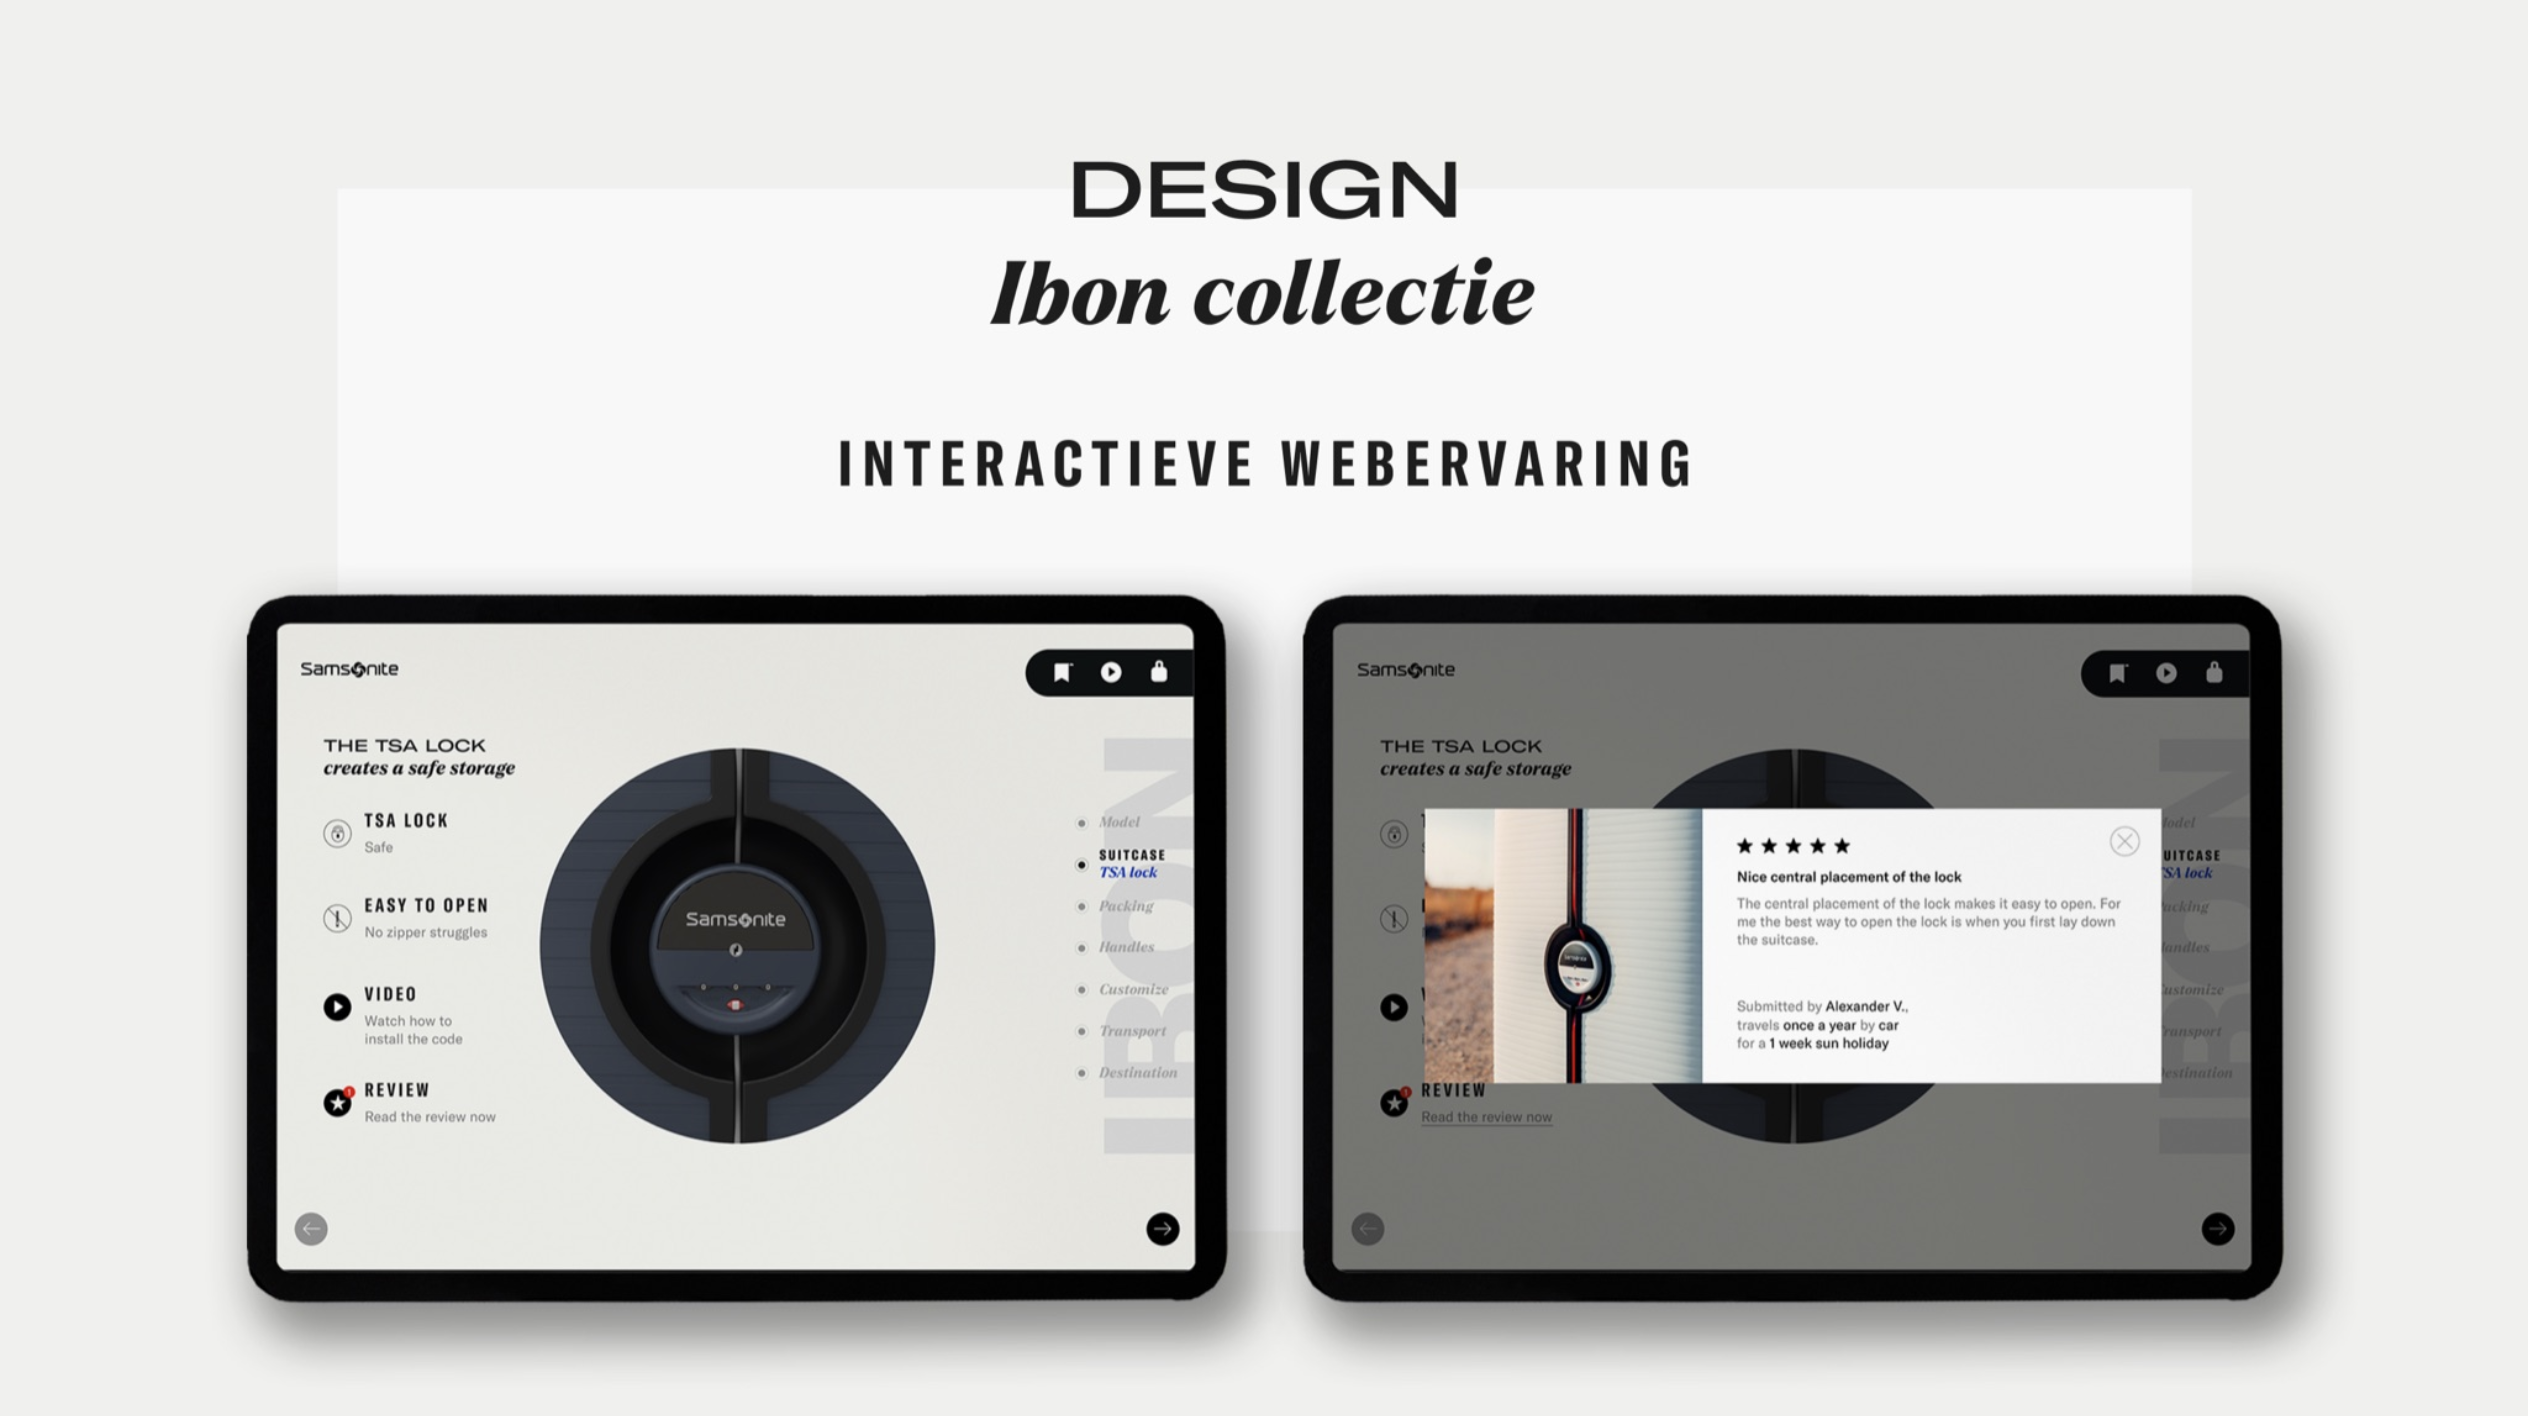 DESIGN
Ibon collectie
INTERACTIEVE WEBERVARING
Samsonite
THE TSA LOCK
creates a safe storage
TSA LOCK
Safe
EASY TO OPEN
No zipper struggles
VIDEO
Watch how to
install the code
REVIEW
Read the review now
Samsonite
IBON
Model
SUITCASE
TSA lock
Packing
Handles
Customize
Transport
Destination
Samsonite
THE TSA LOCK
creates a safe storage
REVIEW
Read the review now
★★★★★
Nice central placement of the lock
The central placement of the lock makes it easy to open. For
me the best way to open the lock is when you first lay down
the suitcase.
Submitted by Alexander V.,
travels once a year by car
for a 1 week sun holiday
IBON
odel
UITCASE
SA lock
acking
andles
ustomize
ransport
estination